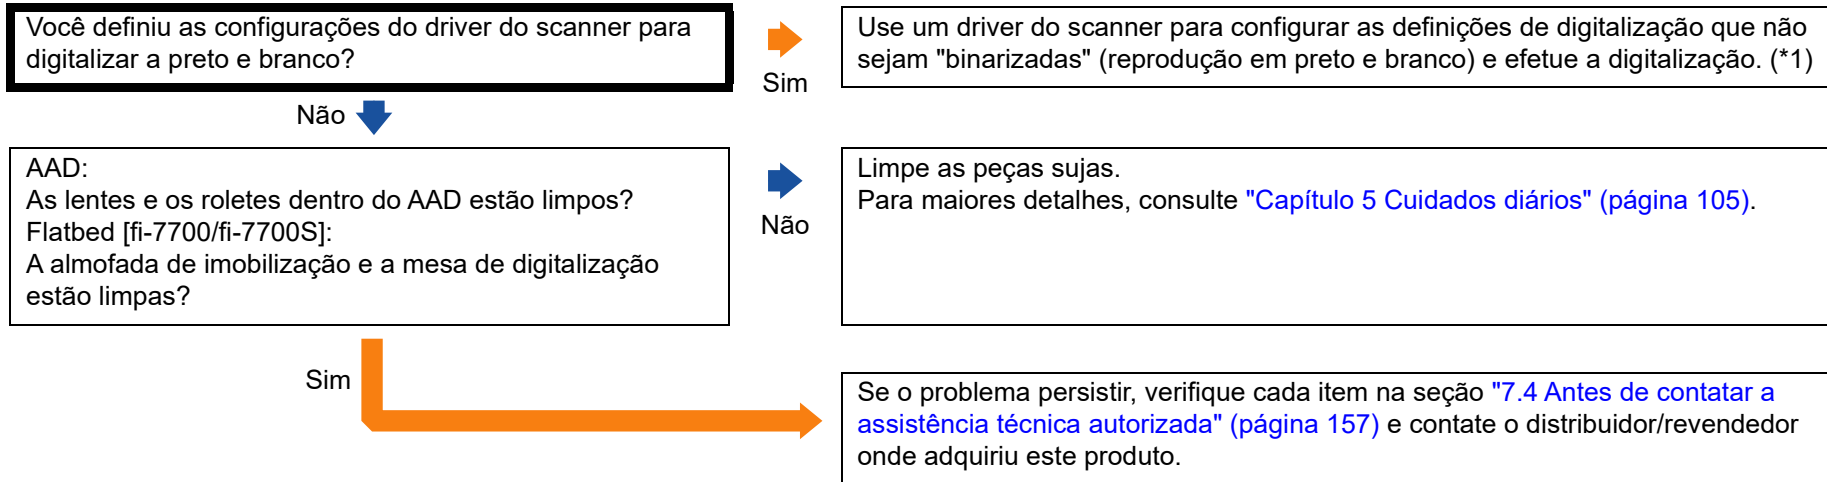 Você definiu as configurações do driver do scanner para
digitalizar a preto e branco?
Sim
Use um driver do scanner para configurar as definições de digitalização que não
sejam "binarizadas" (reprodução em preto e branco) e efetue a digitalização. (*1)
Não
AAD:
As lentes e os roletes dentro do AAD estão limpos?
Flatbed [fi-7700/fi-7700S]:
A almofada de imobilização e a mesa de digitalização
estão limpas?
Não
Limpe as peças sujas.
Para maiores detalhes, consulte "Capítulo 5 Cuidados diários" (página 105).
Sim
Se o problema persistir, verifique cada item na seção "7.4 Antes de contatar a
assistência técnica autorizada" (página 157) e contate o distribuidor/revendedor
onde adquiriu este produto.